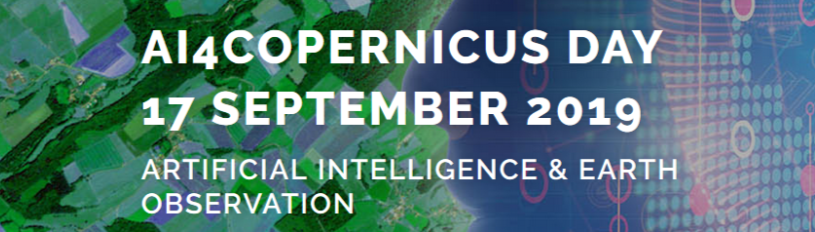 AI4COPERNICUS DAY
17 SEPTEMBER 2019
ARTIFICIAL INTELLIGENCE & EARTH
OBSERVATION